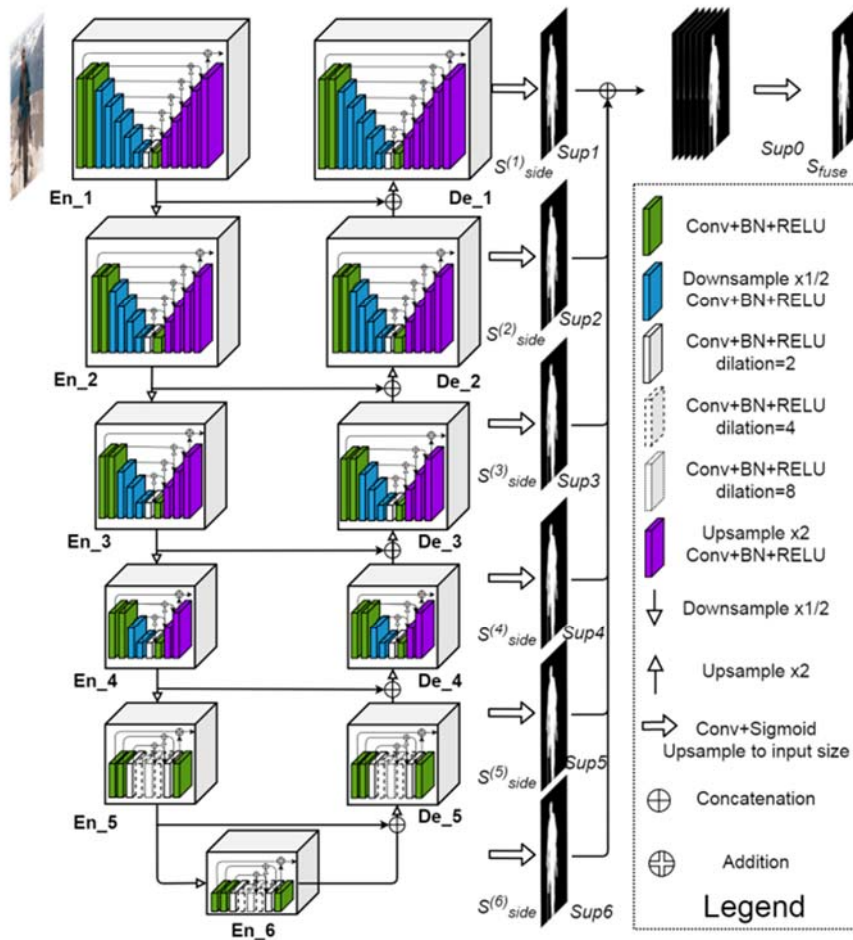 En_1
De_1
S(1)side
Sup1
Sup0
Sfuse
En_2
De_2
S(2)side
Sup2
En_3
De_3
S(3)side
Sup3
En_4
De_4
S(4)side
Sup4
En_5
De_5
S(5)side
Sup5
En_6
S(6)side
Sup6
Conv+BN+RELU
Downsample x1/2
Conv+BN+RELU
Conv+BN+RELU
dilation=2
Conv+BN+RELU
dilation=4
Conv+BN+RELU
dilation=8
Upsample x2
Conv+BN+RELU
Downsample x1/2
Upsample x2
Conv+Sigmoid
Upsample to input size
Concatenation
Addition
Legend